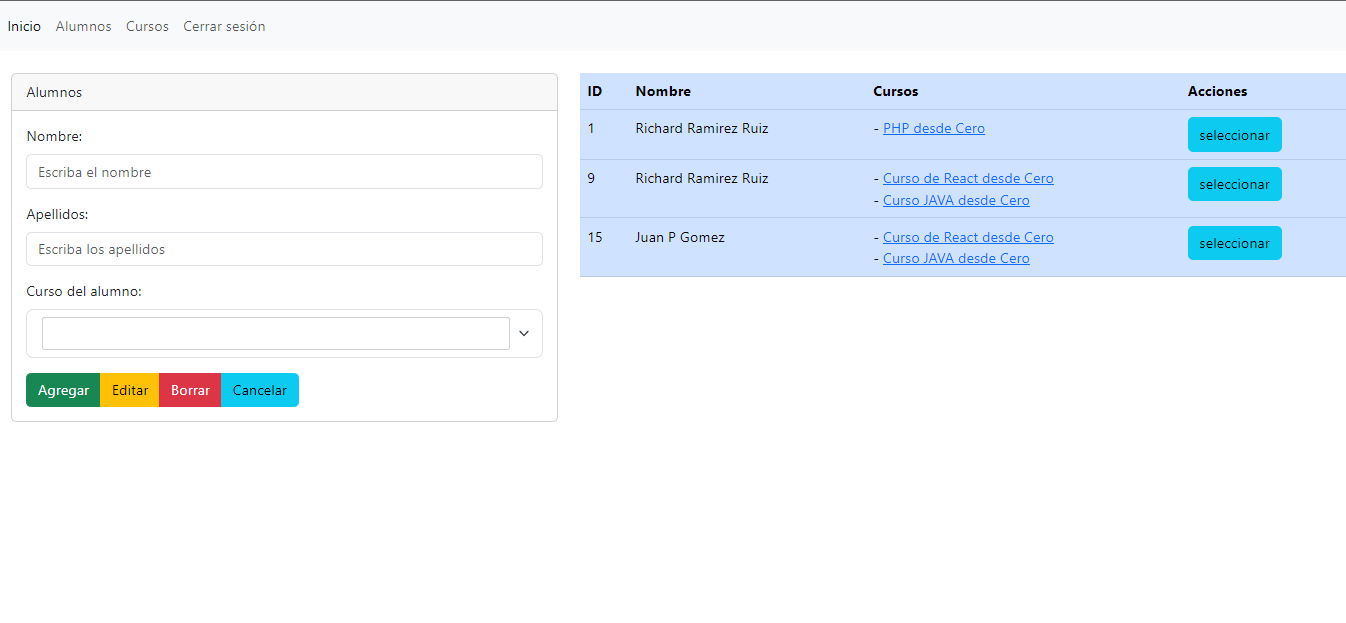 Inicio Alumnos Cursos Cerrar sesión
Alumnos
Nombre:
Escriba el nombre
Apellidos:
Escriba los apellidos
Curso del alumno:
Agregar Editar Borrar Cancelar
ID Nombre Cursos Acciones
1 Richard Ramirez Ruiz - PHP desde Cero seleccionar
9 Richard Ramirez Ruiz - Curso de React desde Cero seleccionar
- Curso JAVA desde Cero
15 Juan P Gomez - Curso de React desde Cero seleccionar
- Curso JAVA desde Cero